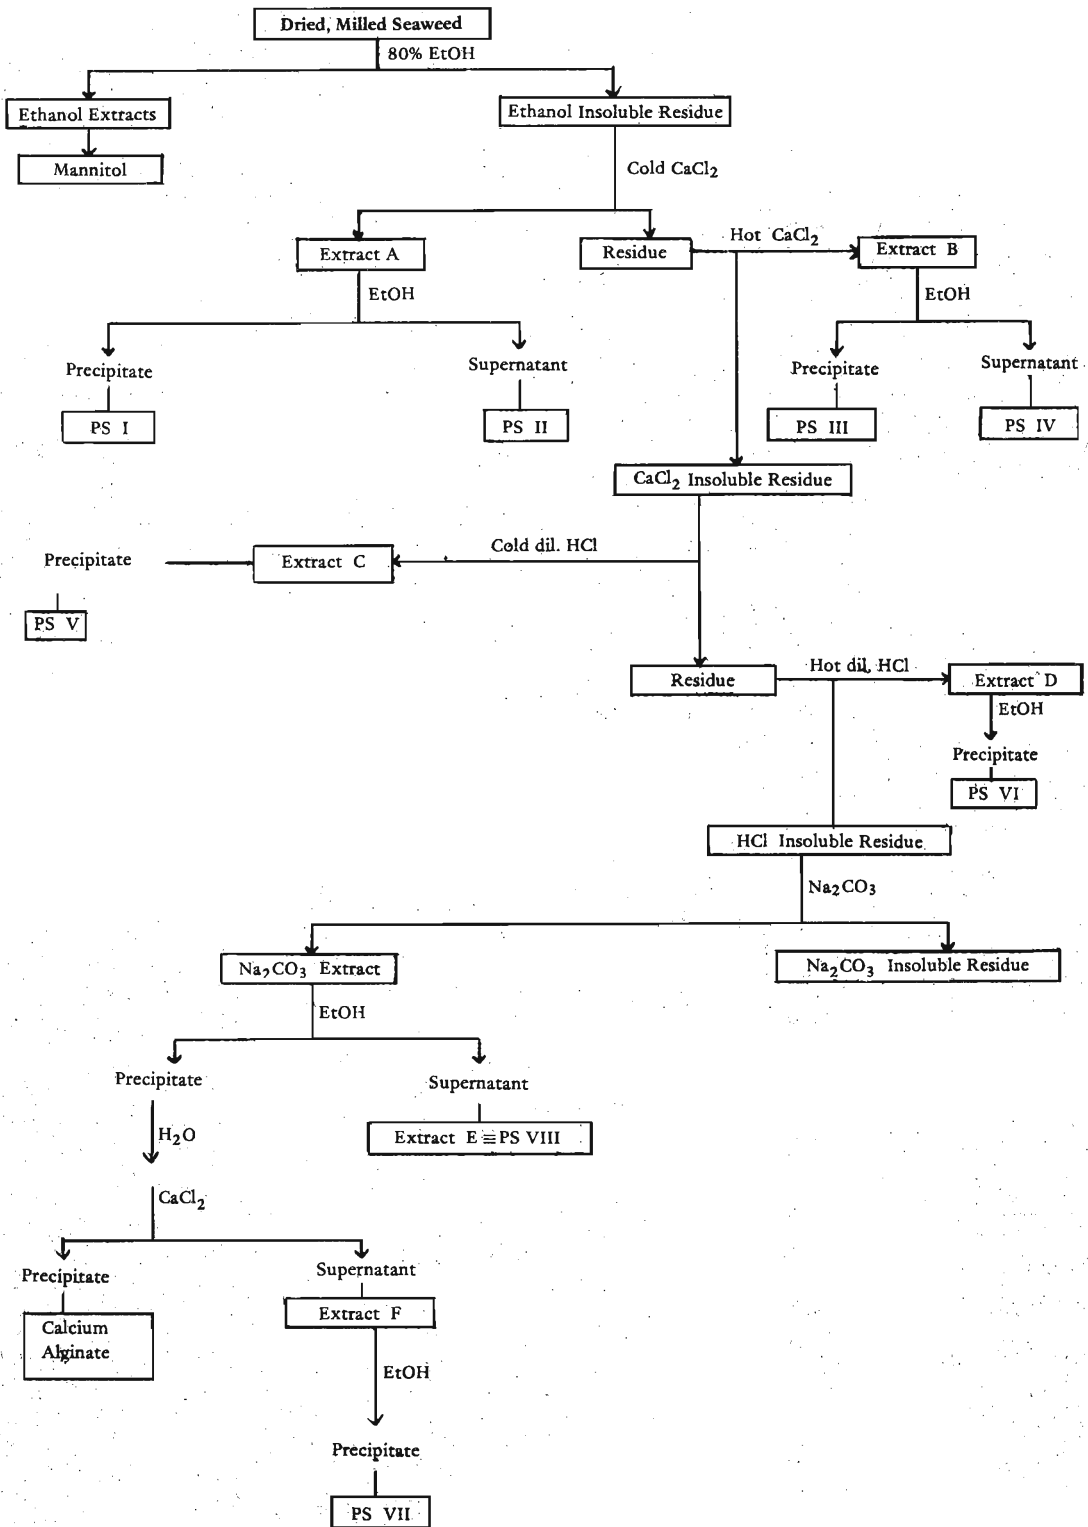 Dried, Milled Seaweed
80% EtOH
Ethanol Extracts
Ethanol Insoluble Residue
Mannitol
Cold CaCl₂
Extract A
Residue
Hot CaCl₂
Extract B
EtOH
EtOH
Precipitate
Supernatant
Precipitate
Supernatant
PS I
PS II
PS III
PS IV
CaCl₂ Insoluble Residue
Precipitate
Extract C
Cold dil. HCl
PS V
Residue
Hot dil. HCl
Extract D
EtOH
Precipitate
PS VI
HCl Insoluble Residue
Na₂CO₃
Na₂CO₃ Extract
Na₂CO₃ Insoluble Residue
EtOH
Precipitate
Supernatant
H₂O
Extract E ≡ PS VIII
CaCl₂
Precipitate
Supernatant
Calcium
Alginate
Extract F
EtOH
Precipitate
PS VII